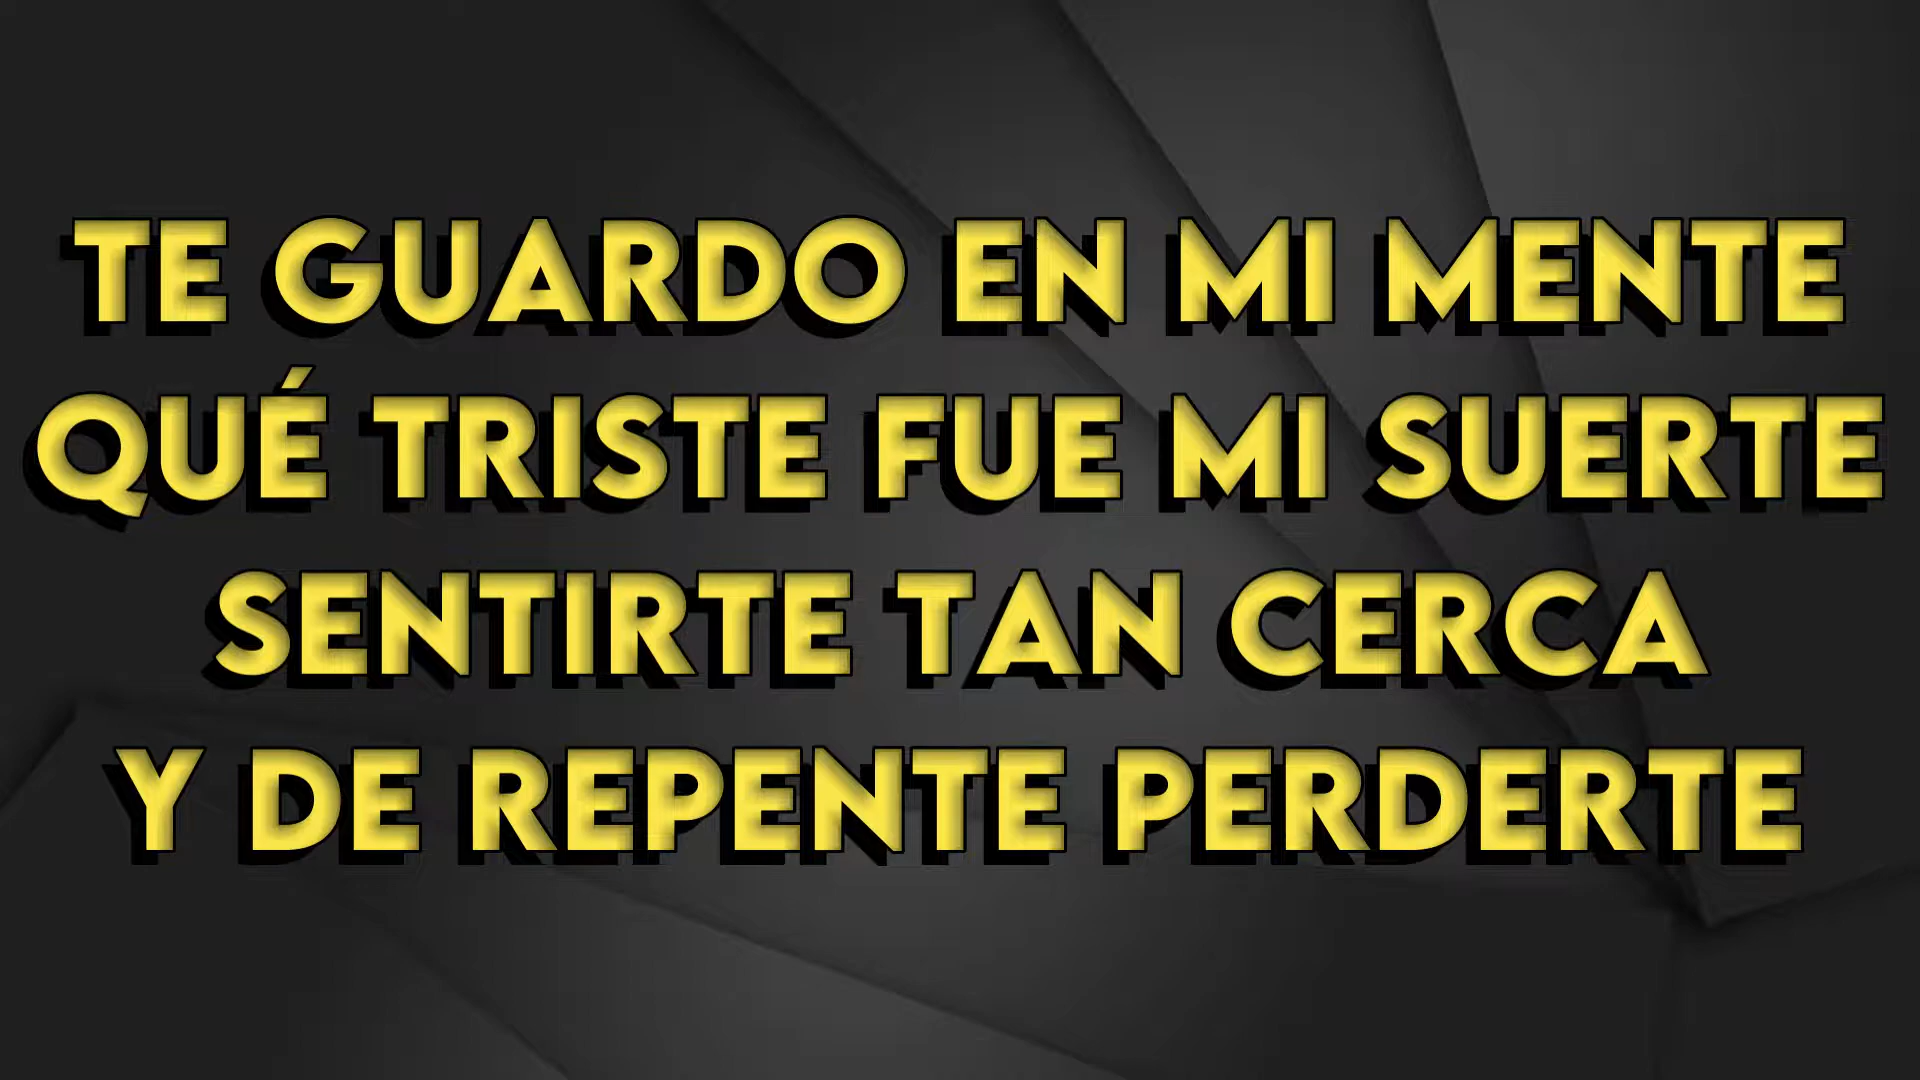 TE GUARDO EN MI MENTE
QUÉ TRISTE FUE MI SUERTE
SENTIRTE TAN CERCA
Y DE REPENTE PERDERTE